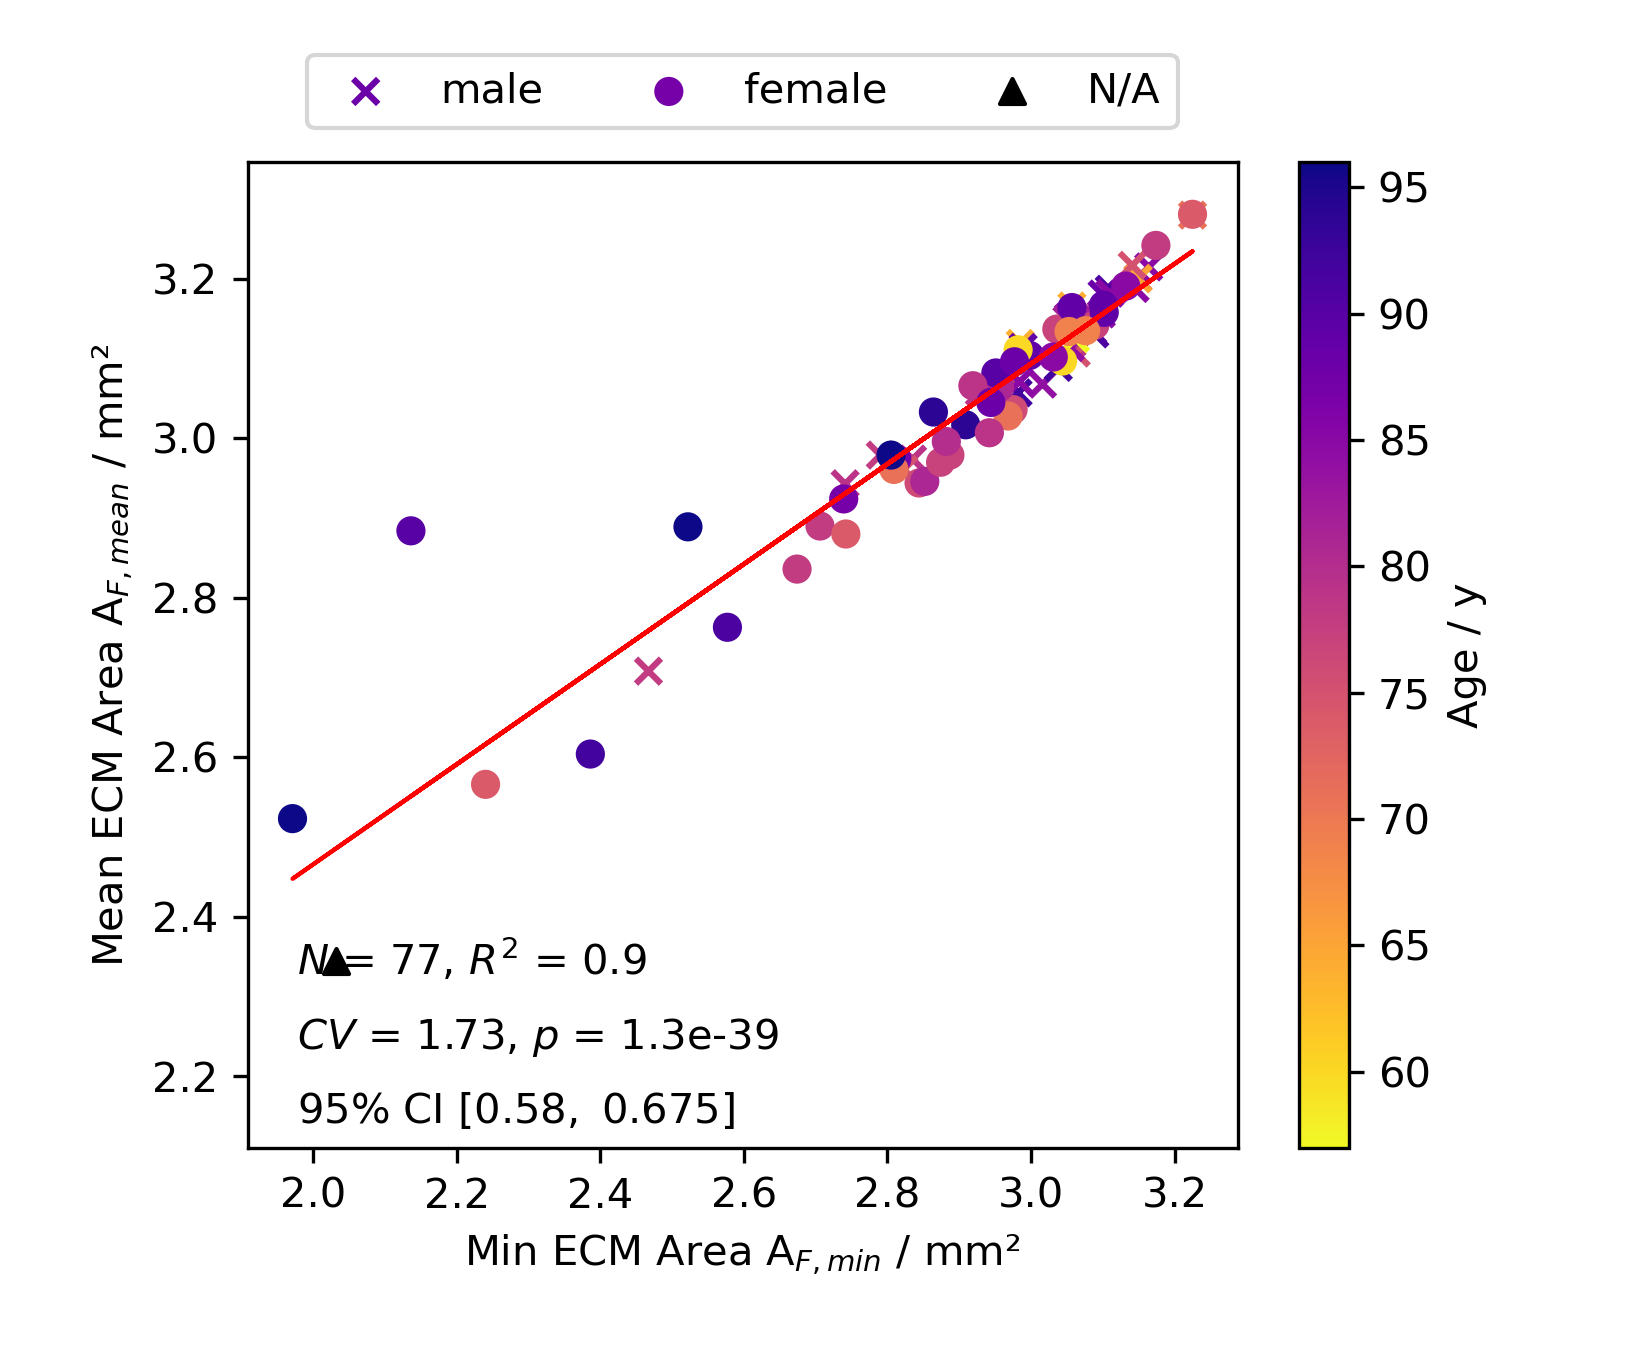 male female N/A
3.2
3.0
2.8
2.6
2.4
2.2
Mean ECM Area A_{F, mean} / mm²
N = 77, R² = 0.9
CV = 1.73, p = 1.3e-39
95% CI [0.58, 0.675]
2.0 2.2 2.4 2.6 2.8 3.0 3.2
Min ECM Area A_{F, min} / mm²
95
90
85
80
75
70
65
60
Age / y